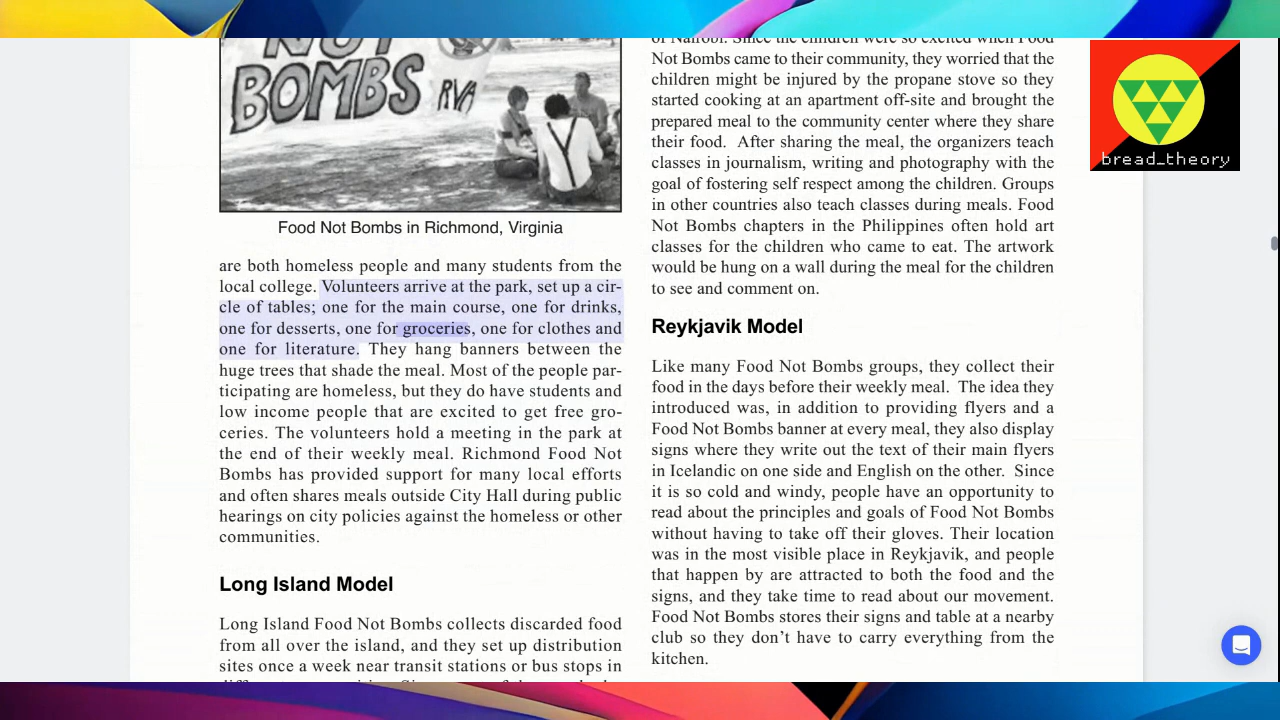 NOT
BOMBS RVA
Food Not Bombs in Richmond, Virginia
are both homeless people and many students from the
local college. Volunteers arrive at the park, set up a cir-
cle of tables; one for the main course, one for drinks,
one for desserts, one for groceries, one for clothes and
one for literature. They hang banners between the
huge trees that shade the meal. Most of the people par-
ticipating are homeless, but they do have students and
low income people that are excited to get free gro-
ceries. The volunteers hold a meeting in the park at
the end of their weekly meal. Richmond Food Not
Bombs has provided support for many local efforts
and often shares meals outside City Hall during public
hearings on city policies against the homeless or other
communities.
Long Island Model
Long Island Food Not Bombs collects discarded food
from all over the island, and they set up distribution
sites once a week near transit stations or bus stops in
of Nairobi. Since the children were so excited when Food
Not Bombs came to their community, they worried that the
children might be injured by the propane stove so they
started cooking at an apartment off-site and brought the
prepared meal to the community center where they share
their food. After sharing the meal, the organizers teach
classes in journalism, writing and photography with the
goal of fostering self respect among the children. Groups
in other countries also teach classes during meals. Food
Not Bombs chapters in the Philippines often hold art
classes for the children who came to eat. The artwork
would be hung on a wall during the meal for the children
to see and comment on.
Reykjavik Model
Like many Food Not Bombs groups, they collect their
food in the days before their weekly meal. The idea they
introduced was, in addition to providing flyers and a
Food Not Bombs banner at every meal, they also display
signs where they write out the text of their main flyers
in Icelandic on one side and English on the other. Since
it is so cold and windy, people have an opportunity to
read about the principles and goals of Food Not Bombs
without having to take off their gloves. Their location
was in the most visible place in Reykjavik, and people
that happen by are attracted to both the food and the
signs, and they take time to read about our movement.
Food Not Bombs stores their signs and table at a nearby
club so they don't have to carry everything from the
kitchen.
bread_theory